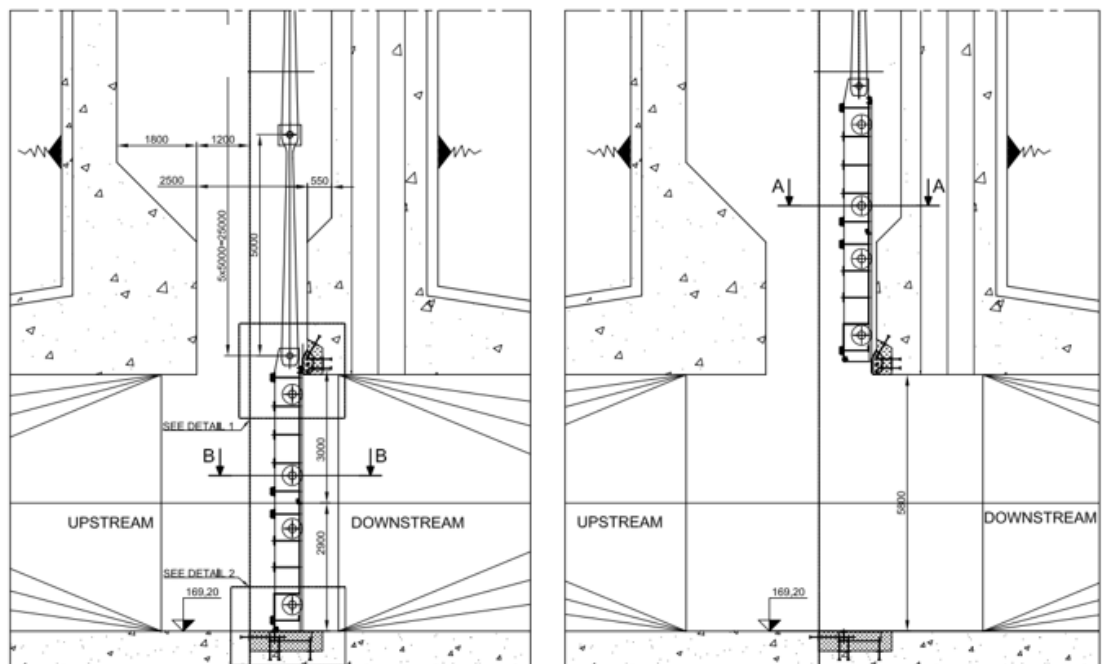 1800
1200
2500
550
5x5000=25000
5000
SEE DETAIL 1
B B
3000
UPSTREAM
DOWNSTREAM
2900
SEE DETAIL 2
169,20
A A
5800
UPSTREAM
DOWNSTREAM
169,20